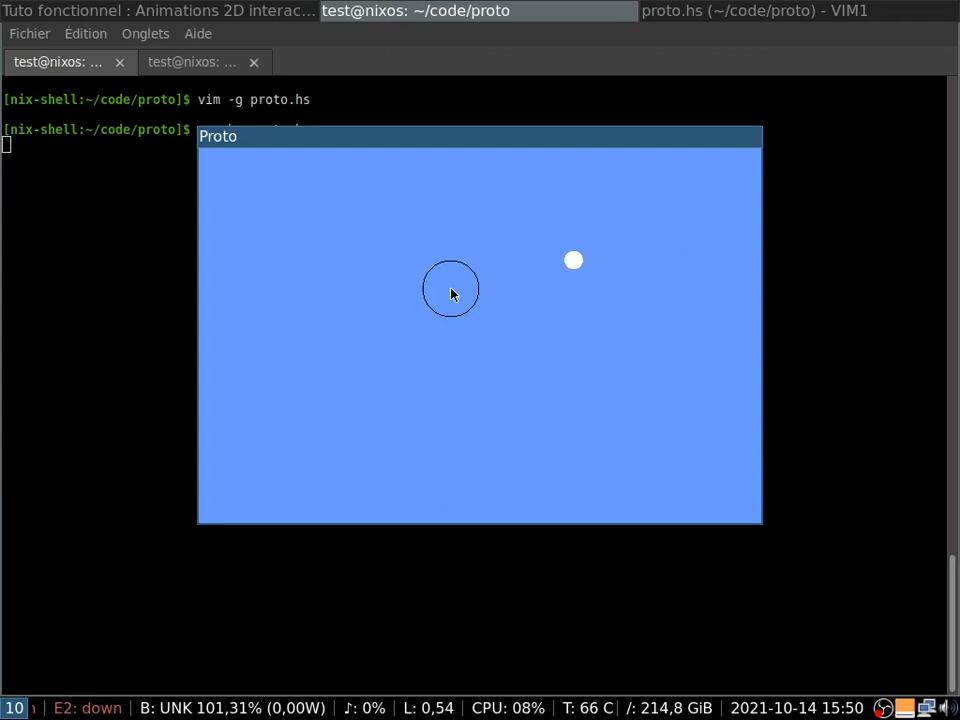 Tuto fonctionnel : Animations 2D interac... test@nixos: ~/code/proto proto.hs (~/code/proto) - VIM1
Fichier Édition Onglets Aide
test@nixos: ... × test@nixos: ... ×
[nix-shell:~/code/proto]$ vim -g proto.hs
[nix-shell:~/code/proto]$
Proto
10 E2: down | B: UNK 101,31% (0,00W) | ♪: 0% | L: 0,54 | CPU: 08% | T: 66 C | /: 214,8 GiB | 2021-10-14 15:50